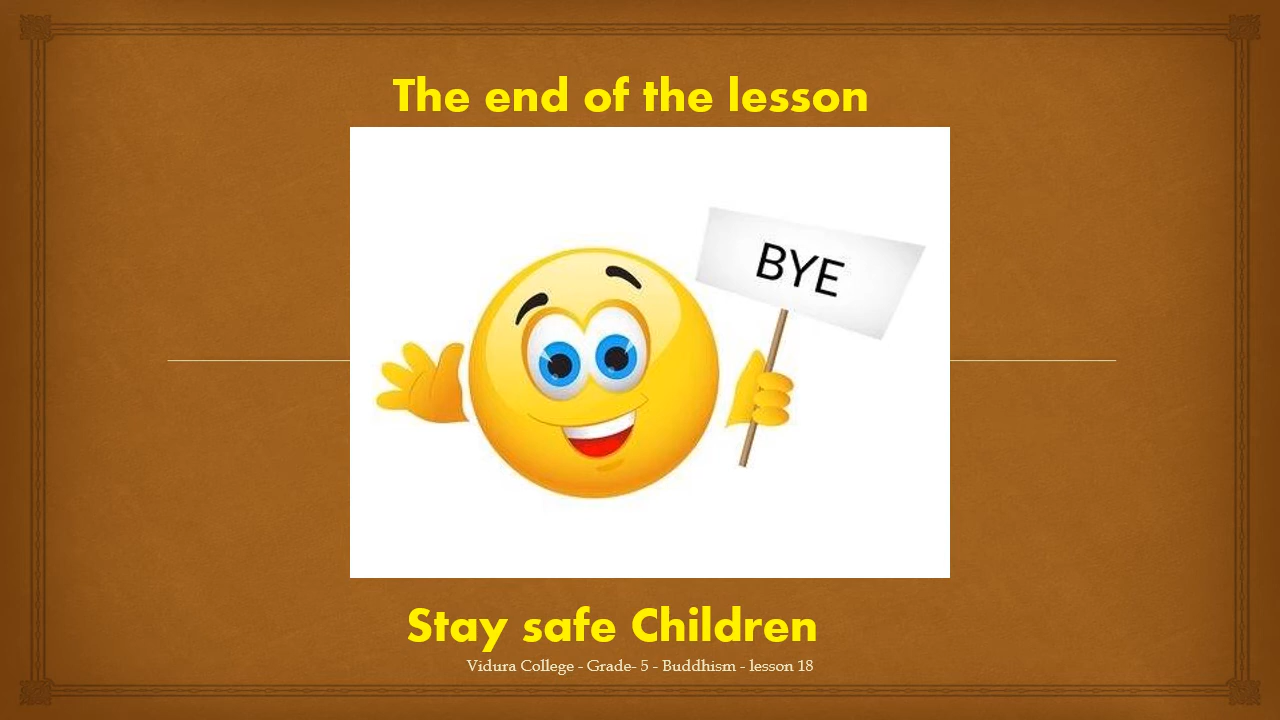 The end of the lesson
BYE
Stay safe Children
Vidura College - Grade- 5 - Buddhism - lesson 18